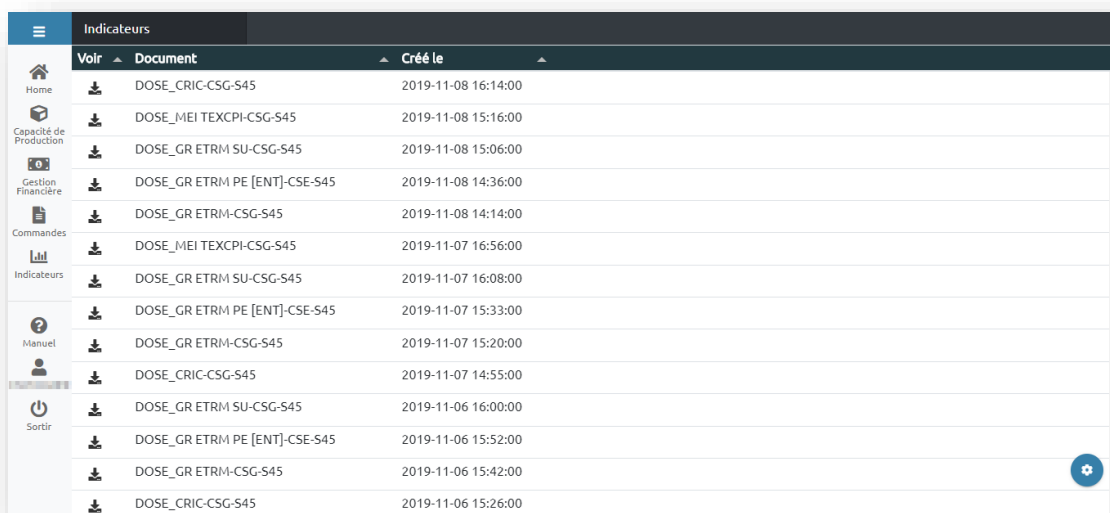 Indicateurs
Voir Document Créé le
Home
Capacité de
Production
Gestion
Financière
Commandes
Indicateurs
Manuel
Sortir
DOSE_CRIC-CSG-S45 2019-11-08 16:14:00
DOSE_MEI TEXCPI-CSG-S45 2019-11-08 15:16:00
DOSE_GR ETRM SU-CSG-S45 2019-11-08 15:06:00
DOSE_GR ETRM PE [ENT]-CSE-S45 2019-11-08 14:36:00
DOSE_GR ETRM-CSG-S45 2019-11-08 14:14:00
DOSE_MEI TEXCPI-CSG-S45 2019-11-07 16:56:00
DOSE_GR ETRM SU-CSG-S45 2019-11-07 16:08:00
DOSE_GR ETRM PE [ENT]-CSE-S45 2019-11-07 15:33:00
DOSE_GR ETRM-CSG-S45 2019-11-07 15:20:00
DOSE_CRIC-CSG-S45 2019-11-07 14:55:00
DOSE_GR ETRM SU-CSG-S45 2019-11-06 16:00:00
DOSE_GR ETRM PE [ENT]-CSE-S45 2019-11-06 15:52:00
DOSE_GR ETRM-CSG-S45 2019-11-06 15:42:00
DOSE_CRIC-CSG-S45 2019-11-06 15:26:00